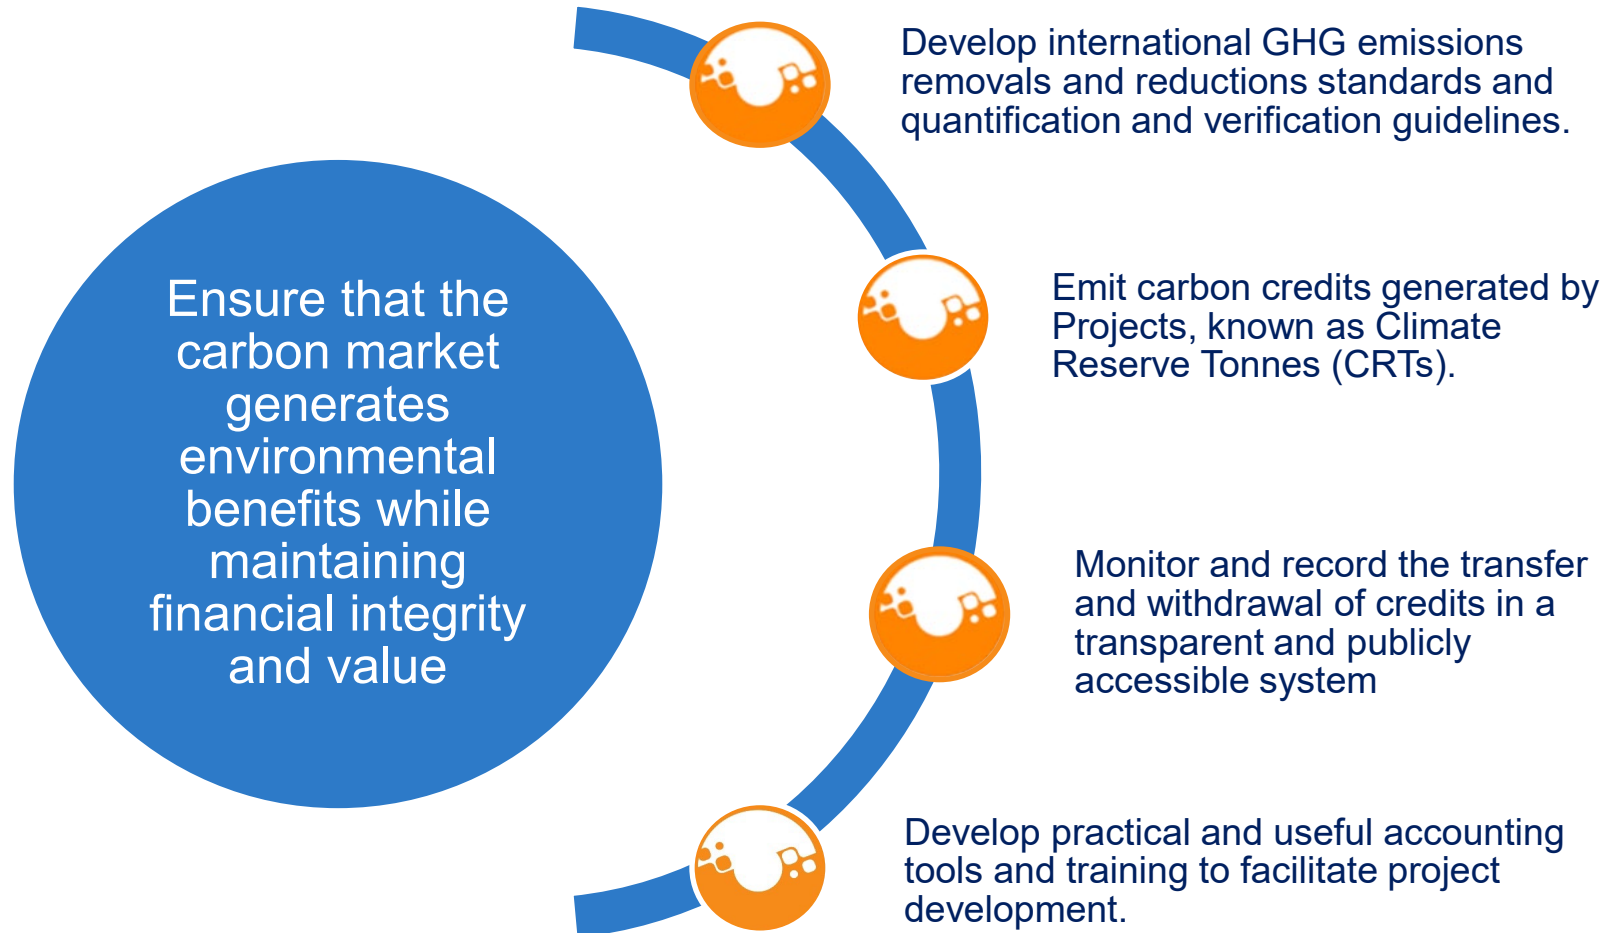 Ensure that the
carbon market
generates
environmental
benefits while
maintaining
financial integrity
and value
Develop international GHG emissions
removals and reductions standards and
quantification and verification guidelines.
Emit carbon credits generated by
Projects, known as Climate
Reserve Tonnes (CRTs).
Monitor and record the transfer
and withdrawal of credits in a
transparent and publicly
accessible system
Develop practical and useful accounting
tools and training to facilitate project
development.